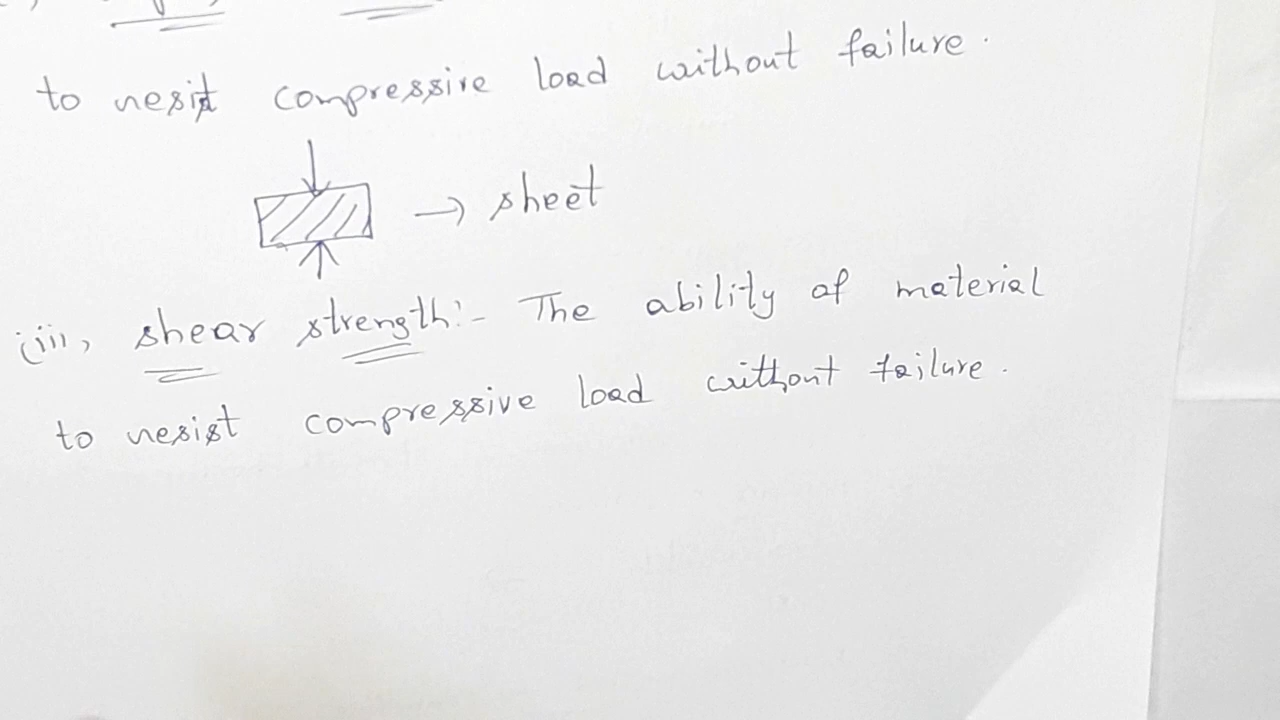 to resist compressive load without failure.
→ sheet
(iii, shear strength:- The ability of material
to resist compressive load without failure.